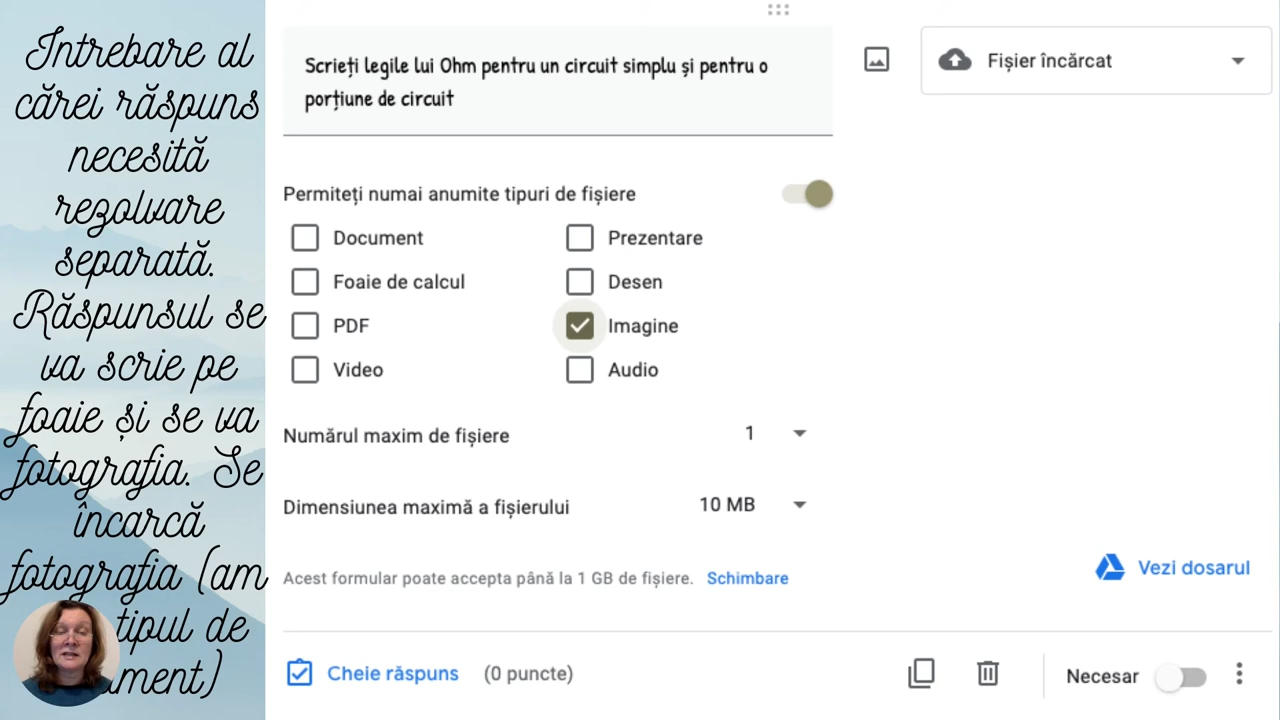 Intrebare al
cărei răspuns
necesită
rezolvare
separată.
Răspunsul se
va scrie pe
foaie și se va
fotografia. Se
încarcă
fotografia (am
tipul de
ment)
Scrieți legile lui Ohm pentru un circuit simplu și pentru o
porțiune de circuit
Fișier încărcat
Permiteți numai anumite tipuri de fișiere
Document Prezentare
Foaie de calcul Desen
PDF Imagine
Video Audio
Numărul maxim de fișiere 1
Dimensiunea maximă a fișierului 10 MB
Acest formular poate accepta până la 1 GB de fișiere. Schimbare
Vezi dosarul
Cheie răspuns (0 puncte)
Necesar